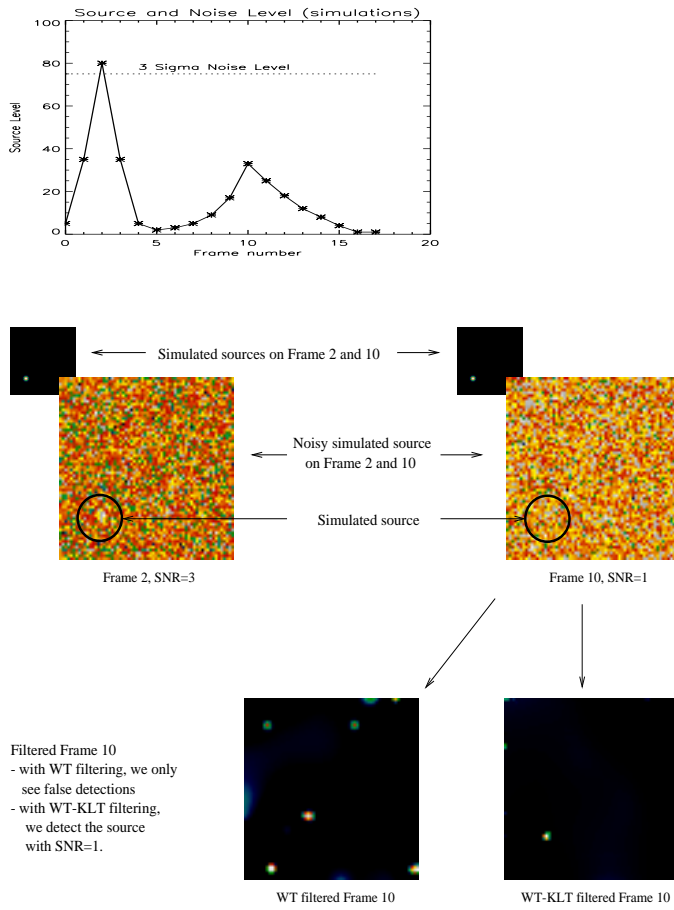 Source and Noise Level (simulations)
100
80
60
40
20
0
Source Level
3 Sigma Noise Level
0
5
10
15
20
Frame number
Simulated sources on Frame 2 and 10
Noisy simulated source
on Frame 2 and 10
Simulated source
Frame 2, SNR=3
Frame 10, SNR=1
Filtered Frame 10
- with WT filtering, we only
see false detections
- with WT-KLT filtering,
we detect the source
with SNR=1.
WT filtered Frame 10
WT-KLT filtered Frame 10